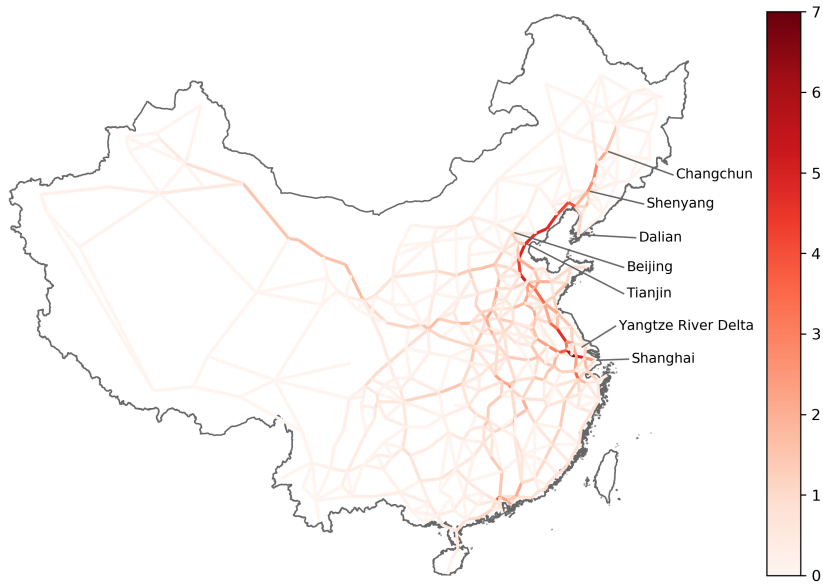 7
6
Changchun
5
Shenyang
Dalian
4
Beijing
Tianjin
3
Yangtze River Delta
Shanghai
2
1
0